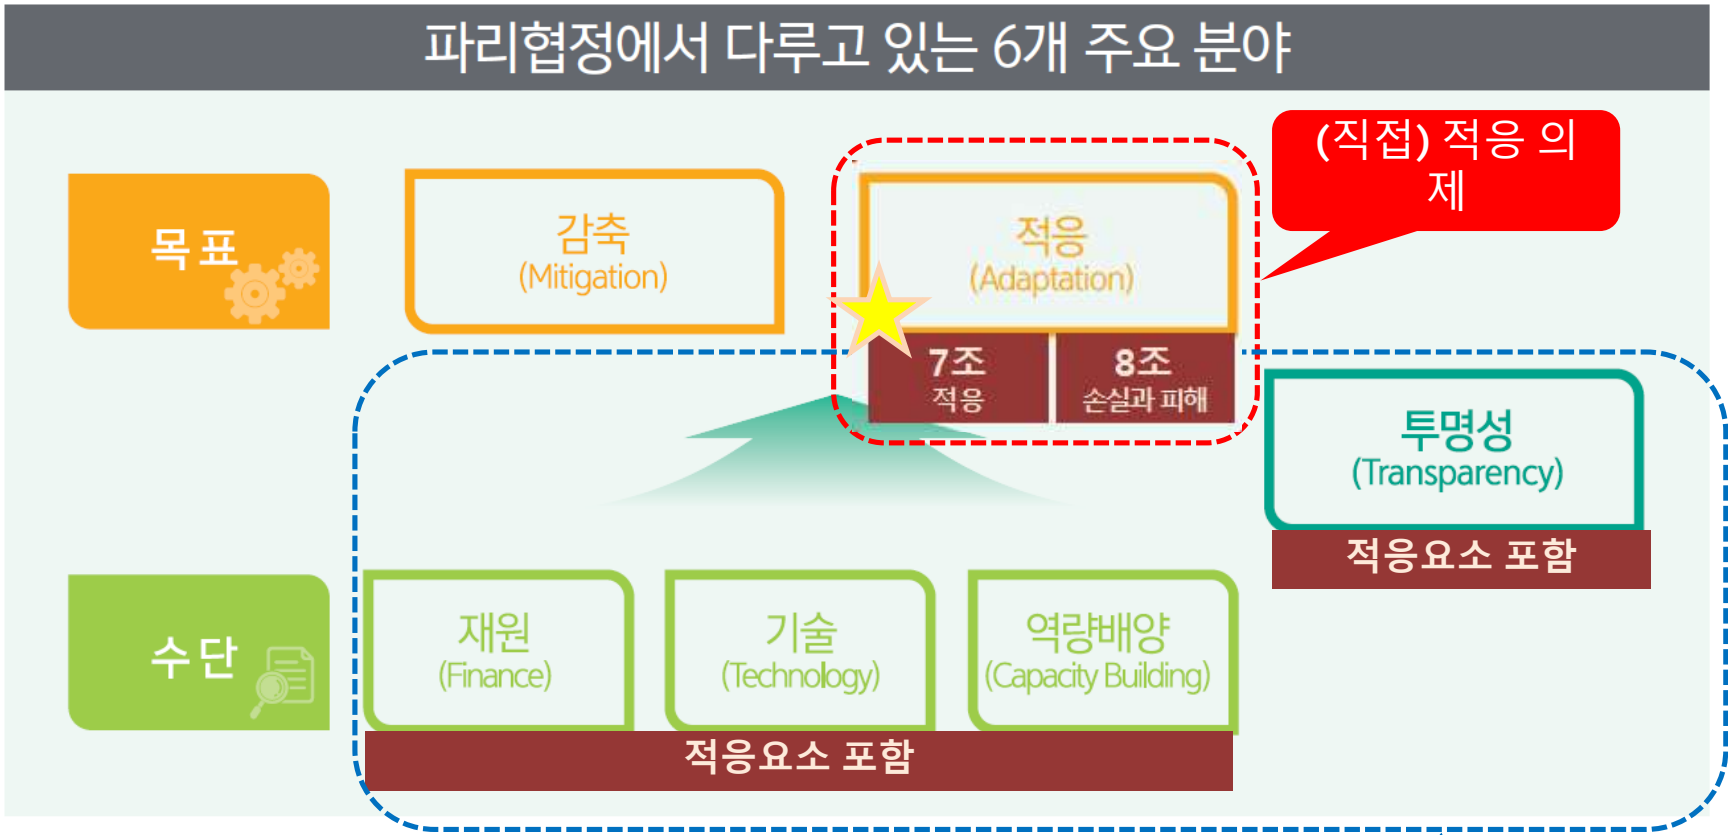 파리협정에서 다루고 있는 6개 주요 분야
(직접) 적응 의
제
목표
감축
(Mitigation)
적응
(Adaptation)
7조
적응
8조
손실과 피해
투명성
(Transparency)
적응요소 포함
수단
재원
(Finance)
기술
(Technology)
역량배양
(Capacity Building)
적응요소 포함